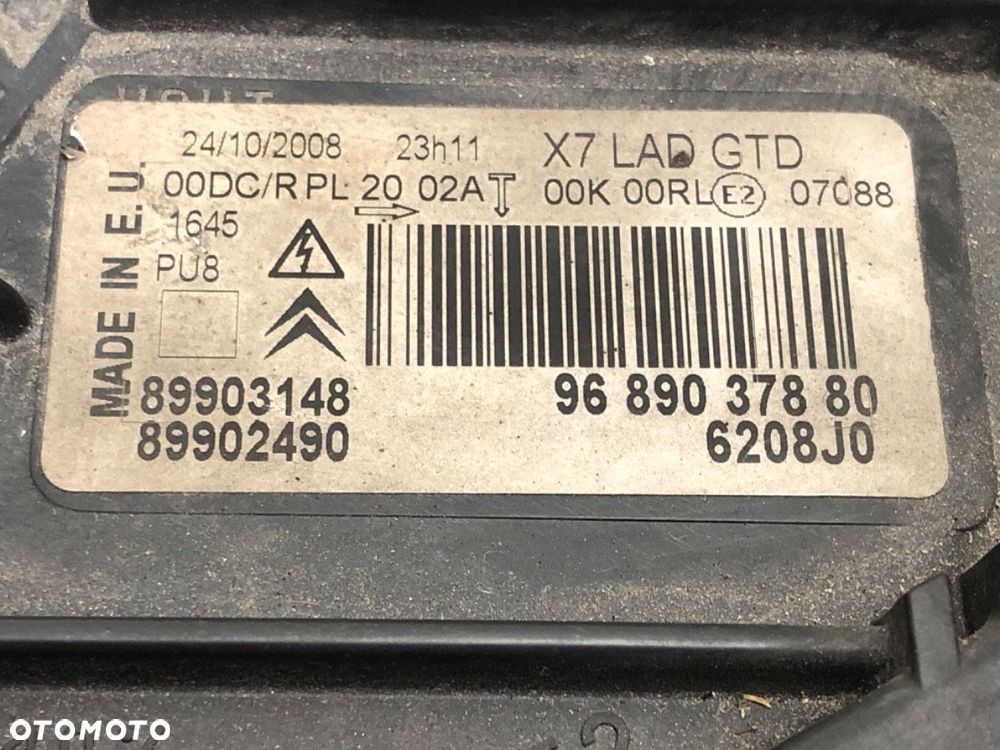 24/10/2008 23h11 X7 LAD GTD
00DC/R PL 20 02A 00K 00RL E2 07088
1645
PU8
MADE IN E.U.
89903148 96 890 378 80
89902490 6208J0
OTOMOTO